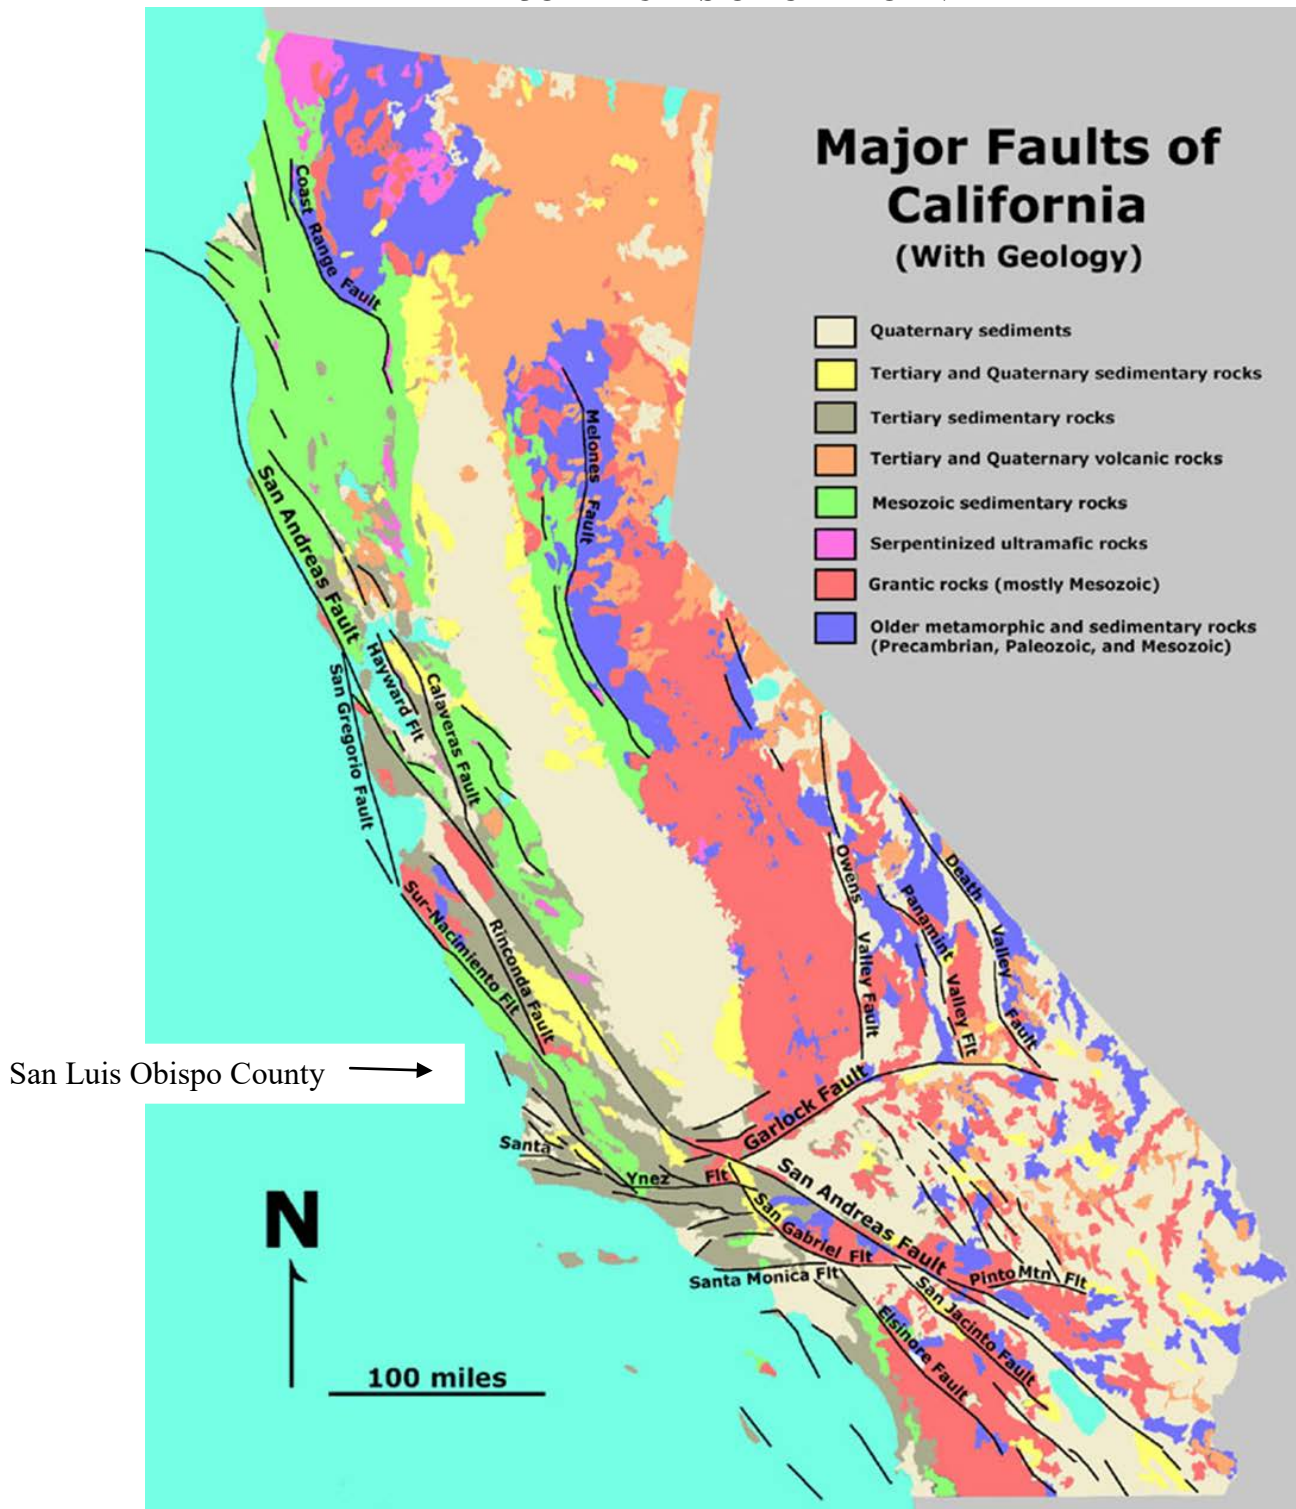 Major Faults of
California
(With Geology)
Quaternary sediments
Tertiary and Quaternary sedimentary rocks
Tertiary sedimentary rocks
Tertiary and Quaternary volcanic rocks
Mesozoic sedimentary rocks
Serpentinized ultramafic rocks
Grantic rocks (mostly Mesozoic)
Older metamorphic and sedimentary rocks
(Precambrian, Paleozoic, and Mesozoic)
Coast Range Fault
Melones Fault
San Andreas Fault
Hayward Flt
San Gregorio Fault
Calaveras Fault
Sur-Nacimiento Flt
Rinconda Fault
Owens Valley Fault
Panamint Valley Flt
Death Valley Fault
San Luis Obispo County
Garlock Fault
Santa Ynez Flt
San Andreas Fault
San Gabriel Flt
Santa Monica Flt
Pinto Mtn Flt
San Jacinto Fault
Elsinore Fault
N
100 miles